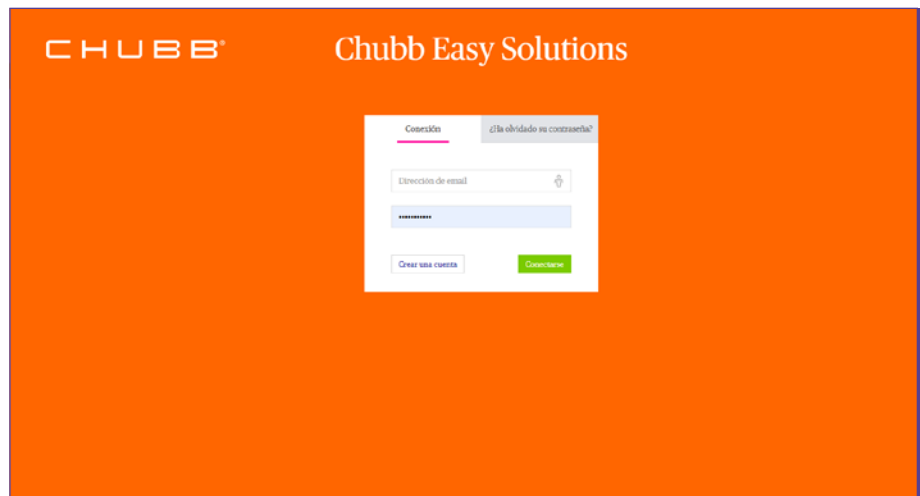 CHUBB®
Chubb Easy Solutions
Conexión
¿Ha olvidado su contraseña?
Dirección de email
•••••••••••
Crear una cuenta
Conectarse